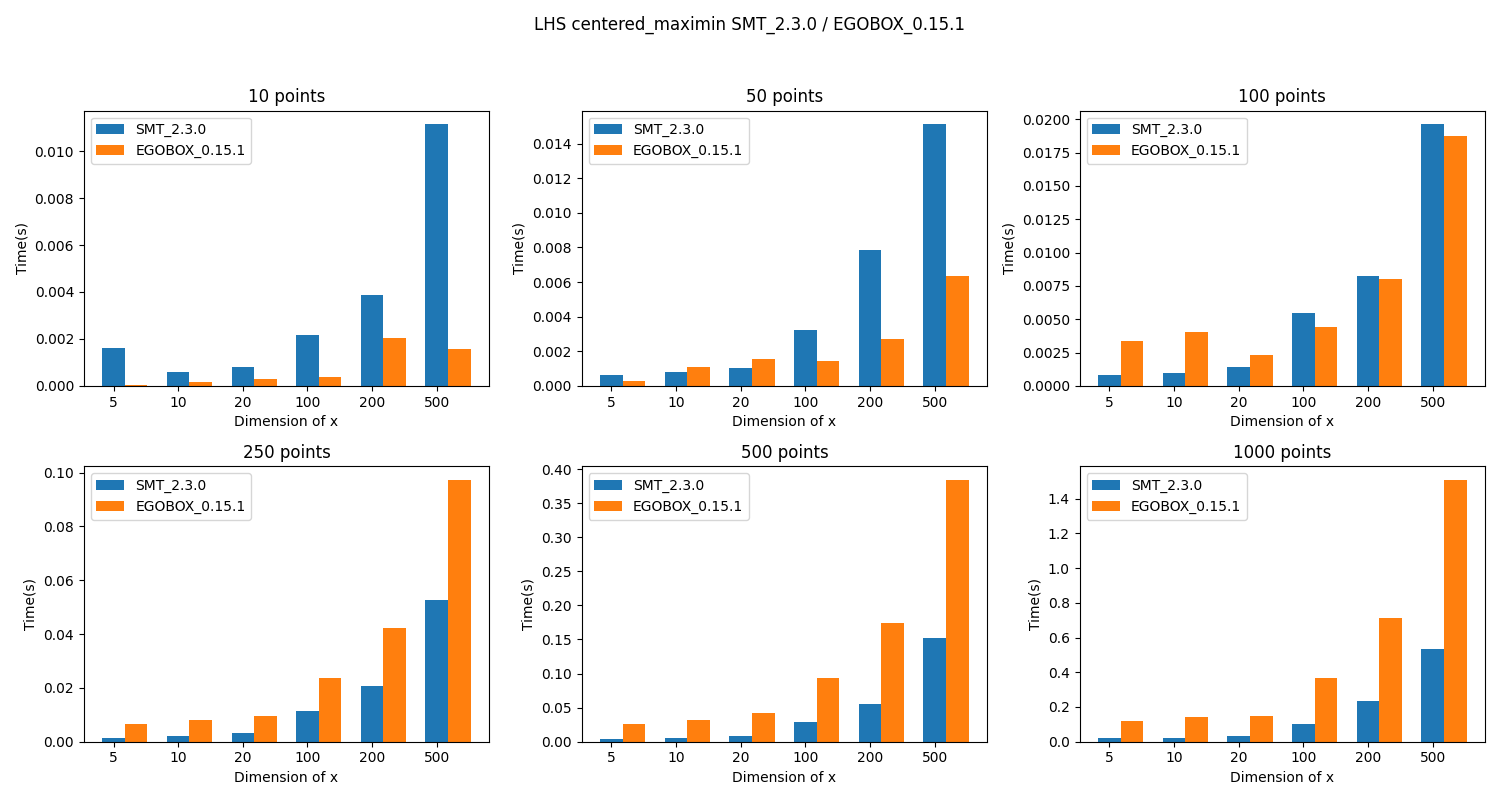 LHS centered_maximin SMT_2.3.0 / EGOBOX_0.15.1
10 points
SMT_2.3.0
EGOBOX_0.15.1
Time(s)
0.010
0.008
0.006
0.004
0.002
0.000
5 10 20 100 200 500
Dimension of x
50 points
SMT_2.3.0
EGOBOX_0.15.1
Time(s)
0.014
0.012
0.010
0.008
0.006
0.004
0.002
0.000
5 10 20 100 200 500
Dimension of x
100 points
SMT_2.3.0
EGOBOX_0.15.1
Time(s)
0.0200
0.0175
0.0150
0.0125
0.0100
0.0075
0.0050
0.0025
0.0000
5 10 20 100 200 500
Dimension of x
250 points
SMT_2.3.0
EGOBOX_0.15.1
Time(s)
0.10
0.08
0.06
0.04
0.02
0.00
5 10 20 100 200 500
Dimension of x
500 points
SMT_2.3.0
EGOBOX_0.15.1
Time(s)
0.40
0.35
0.30
0.25
0.20
0.15
0.10
0.05
0.00
5 10 20 100 200 500
Dimension of x
1000 points
SMT_2.3.0
EGOBOX_0.15.1
Time(s)
1.4
1.2
1.0
0.8
0.6
0.4
0.2
0.0
5 10 20 100 200 500
Dimension of x